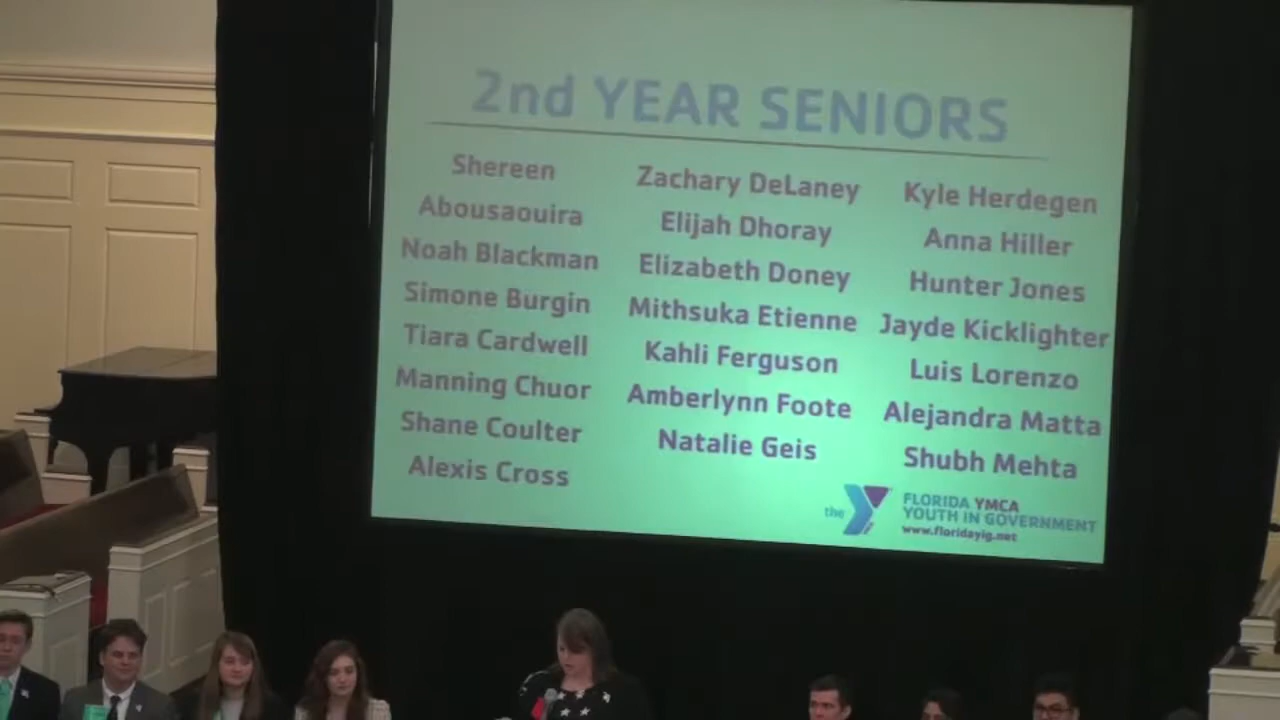 2nd YEAR SENIORS
Shereen
Abousaouira
Noah Blackman
Simone Burgin
Tiara Cardwell
Manning Chuor
Shane Coulter
Alexis Cross
Zachary DeLaney
Elijah Dhoray
Elizabeth Doney
Mithsuka Etienne
Kahli Ferguson
Amberlynn Foote
Natalie Geis
Kyle Herdegen
Anna Hiller
Hunter Jones
Jayde Kicklighter
Luis Lorenzo
Alejandra Matta
Shubh Mehta
the
FLORIDA YMCA
YOUTH IN GOVERNMENT
www.floridayig.net